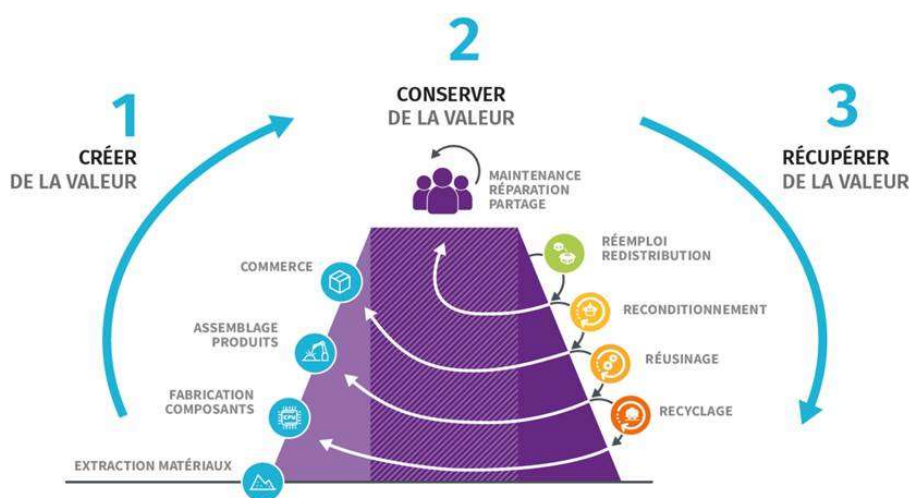 2
CONSERVER
DE LA VALEUR
1
CRÉER
DE LA VALEUR
3
RÉCUPÉRER
DE LA VALEUR
MAINTENANCE
RÉPARATION
PARTAGE
COMMERCE
ASSEMBLAGE
PRODUITS
FABRICATION
COMPOSANTS
CPU
EXTRACTION MATÉRIAUX
RÉEMPLOI
REDISTRIBUTION
RECONDITIONNEMENT
RÉUSINAGE
RECYCLAGE